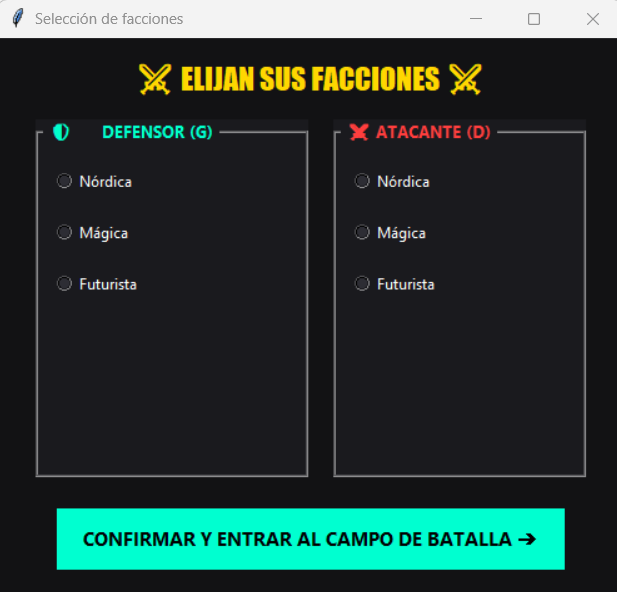 Selección de facciones
⚔ ELIJAN SUS FACCIONES ⚔
🛡 DEFENSOR (G)
Nórdica
Mágica
Futurista
⚔ ATACANTE (D)
Nórdica
Mágica
Futurista
CONFIRMAR Y ENTRAR AL CAMPO DE BATALLA ➔